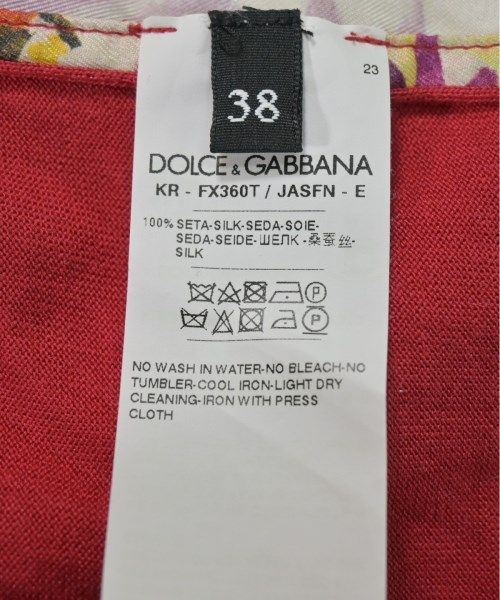 38
23
DOLCE & GABBANA
KR - FX360T / JASFN - E
100% SETA-SILK-SEDA-SOIE-
SEDA-SEIDE-ШЕЛК-桑蚕丝-
SILK
P
P
NO WASH IN WATER-NO BLEACH-NO
TUMBLER-COOL IRON-LIGHT DRY
CLEANING-IRON WITH PRESS
CLOTH